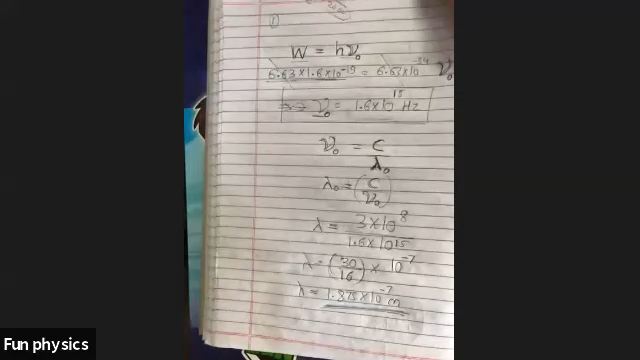 ①
W = hν₀
6.63×1.6×10⁻¹⁹ = 6.63×10⁻³⁴ ν₀
ν₀ = 1.6×10¹⁵ Hz
ν₀ = C/λ₀
λ₀ = (C/ν₀)
λ = 3×10⁸/1.6×10¹⁵
λ = (30/16) × 10⁻⁷
λ = 1.875×10⁻⁷ m
Fun physics